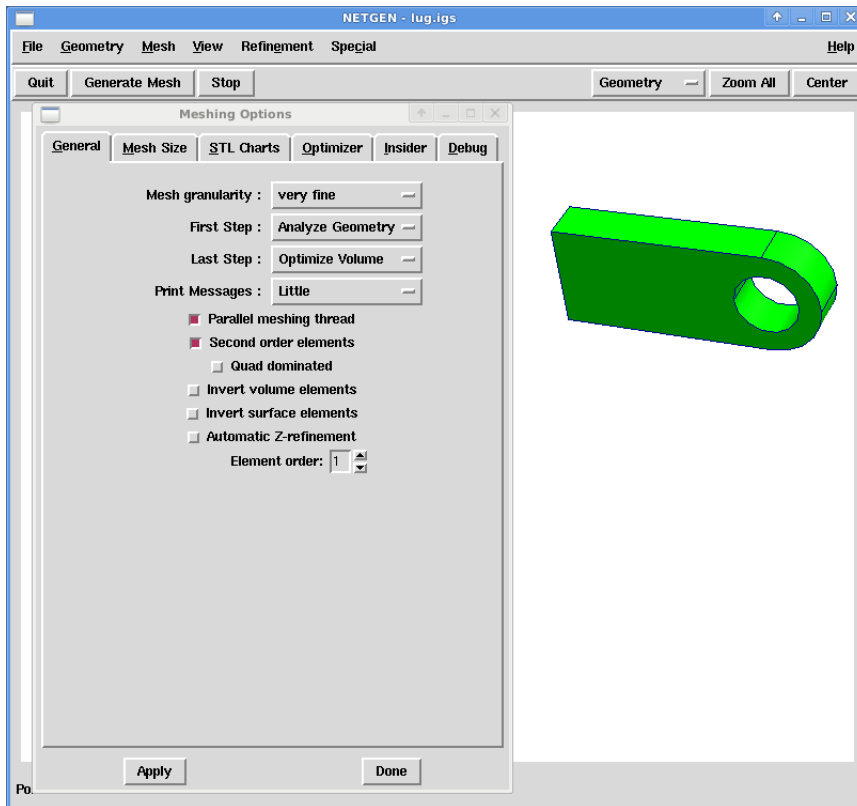 NETGEN - lug.igs
File Geometry Mesh View Refinement Special Help
Quit Generate Mesh Stop Geometry Zoom All Center
Meshing Options
General Mesh Size STL Charts Optimizer Insider Debug
Mesh granularity : very fine
First Step : Analyze Geometry
Last Step : Optimize Volume
Print Messages : Little
Parallel meshing thread
Second order elements
Quad dominated
Invert volume elements
Invert surface elements
Automatic Z-refinement
Element order: 1
Apply Done